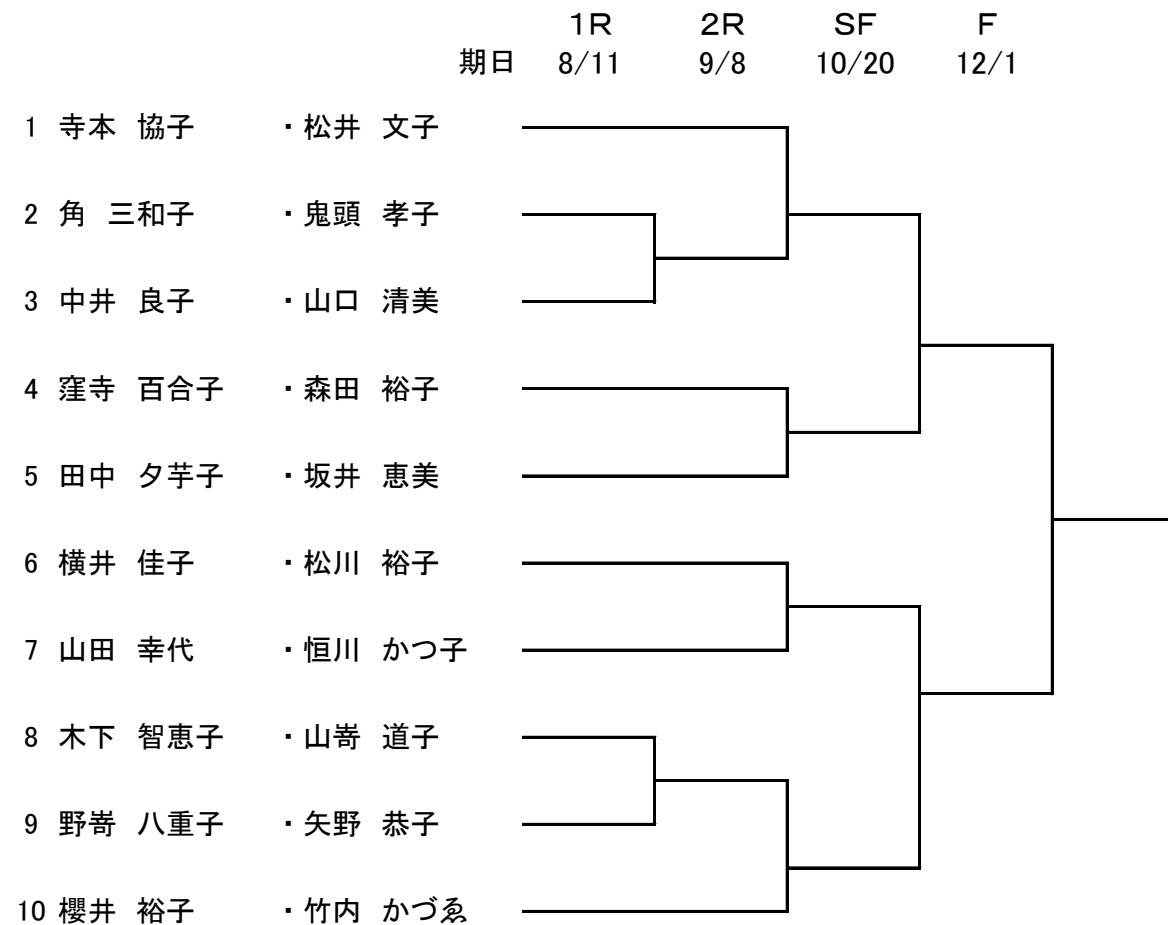 1R 2R SF F
期日 8/11 9/8 10/20 12/1
1 寺本 協子 ・松井 文子
2 角 三和子 ・鬼頭 孝子
3 中井 良子 ・山口 清美
4 窪寺 百合子 ・森田 裕子
5 田中 夕芋子 ・坂井 恵美
6 横井 佳子 ・松川 裕子
7 山田 幸代 ・恒川 かつ子
8 木下 智恵子 ・山嵜 道子
9 野嵜 八重子 ・矢野 恭子
10 櫻井 裕子 ・竹内 かづゑ